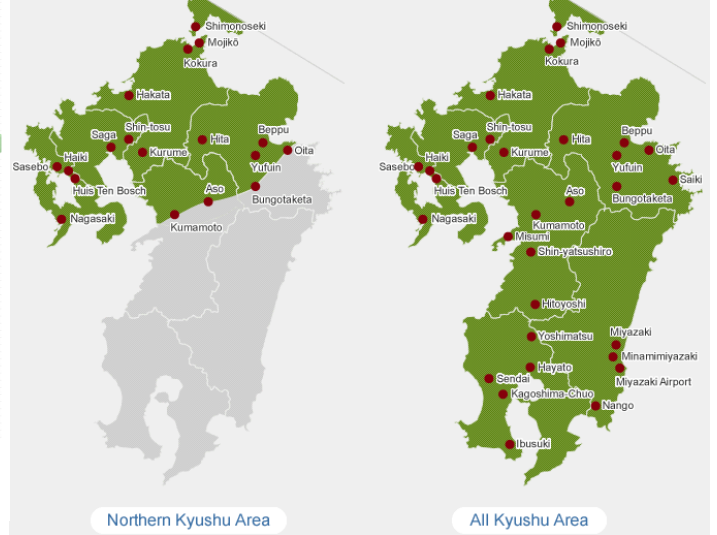 Shimonoseki
Mojikō
Kokura
Hakata
Shin-tosu
Saga
Kurume
Hita
Beppu
Oita
Yufuin
Sasebo
Haiki
Huis Ten Bosch
Aso
Bungotaketa
Nagasaki
Kumamoto
Northern Kyushu Area
Shimonoseki
Mojikō
Kokura
Hakata
Shin-tosu
Saga
Kurume
Hita
Beppu
Oita
Yufuin
Sasebo
Haiki
Huis Ten Bosch
Saiki
Aso
Bungotaketa
Nagasaki
Kumamoto
Misumi
Shin-yatsushiro
Hitoyoshi
Yoshimatsu
Miyazaki
Minamimiyazaki
Hayato
Miyazaki Airport
Sendai
Kagoshima-Chuo
Nango
Ibusuki
All Kyushu Area